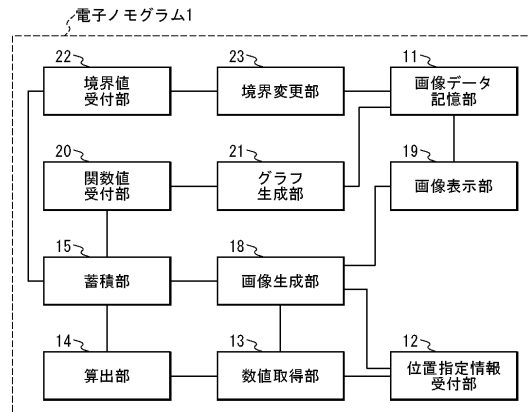 電子ノモグラム1
22
境界値
受付部
23
境界変更部
11
画像データ
記憶部
20
関数値
受付部
21
グラフ
生成部
19
画像表示部
15
蓄積部
18
画像生成部
14
算出部
13
数値取得部
12
位置指定情報
受付部